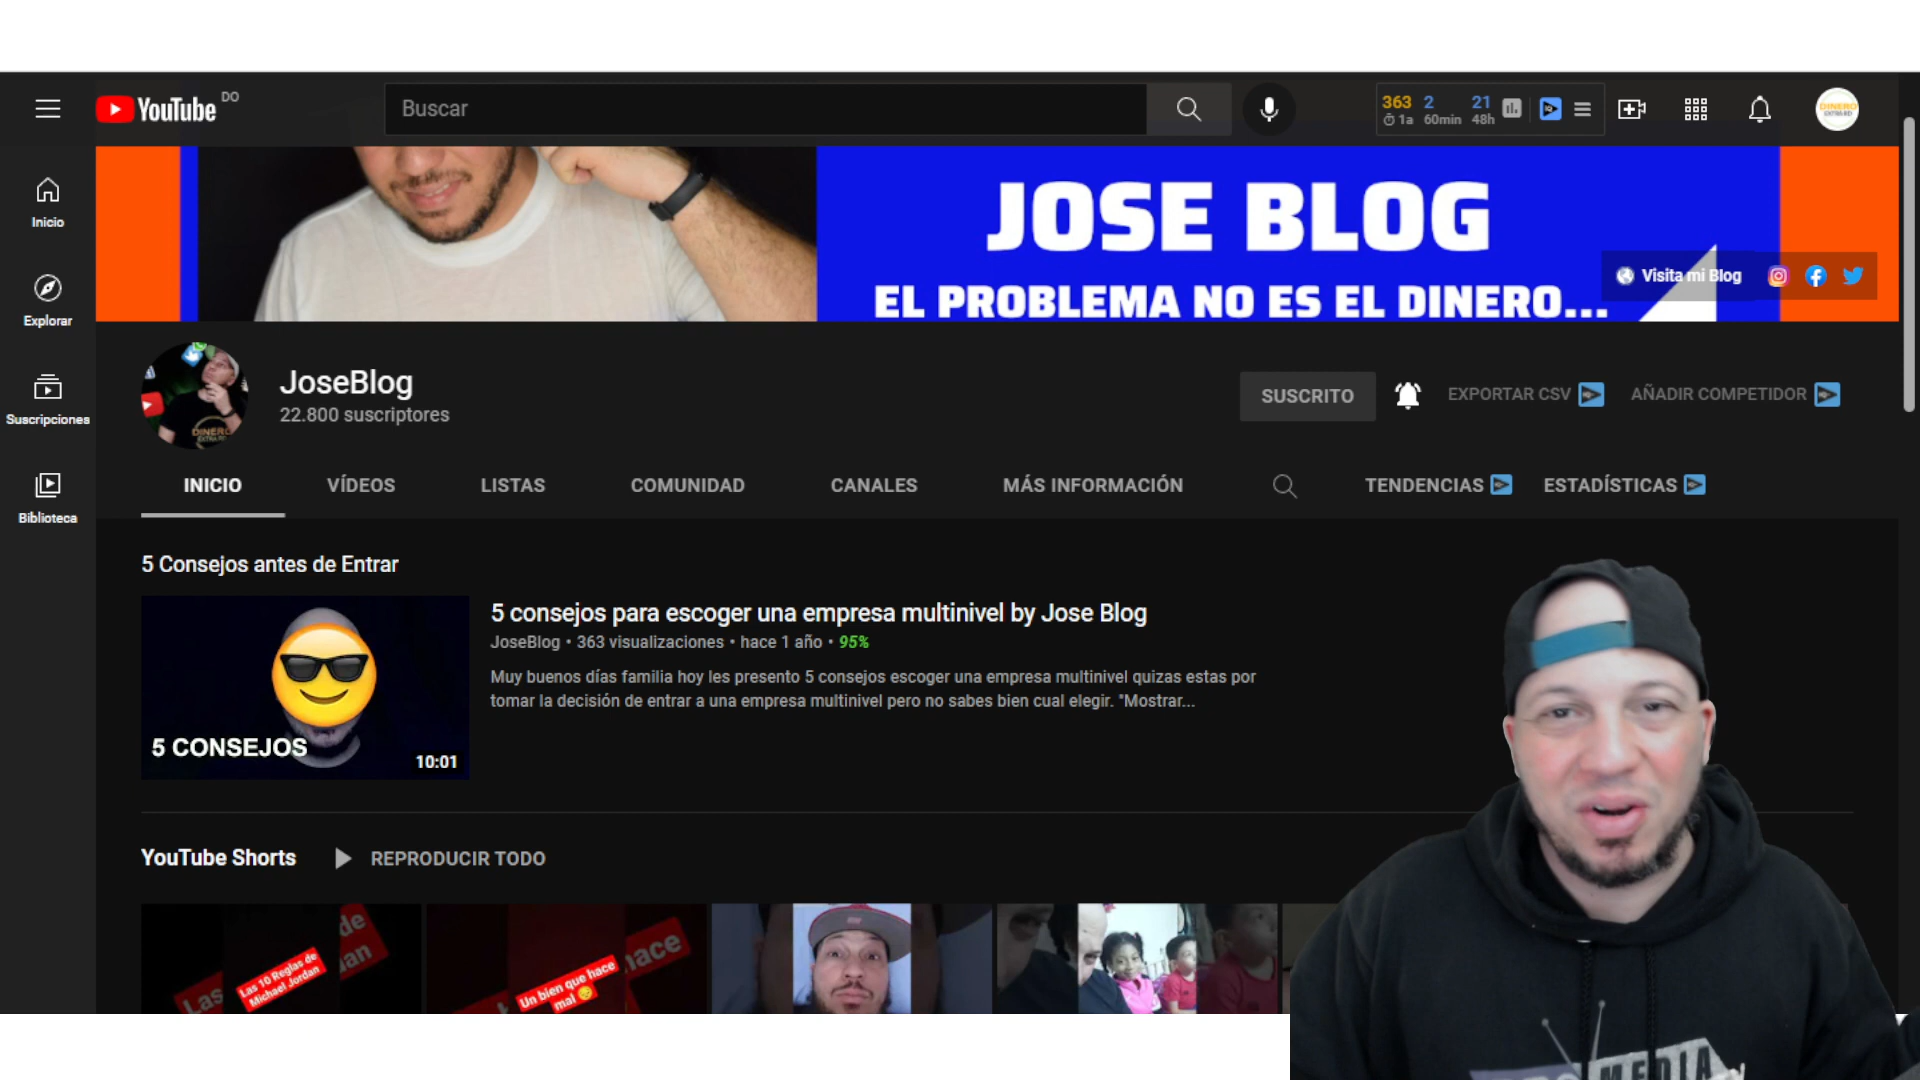 YouTube DO
Buscar
363 2 21
1a 60min 48h
Inicio
Explorar
Suscripciones
Biblioteca
JOSE BLOG
EL PROBLEMA NO ES EL DINERO...
Visita mi Blog
JoseBlog
22.800 suscriptores
SUSCRITO
EXPORTAR CSV
AÑADIR COMPETIDOR
INICIO VÍDEOS LISTAS COMUNIDAD CANALES MÁS INFORMACIÓN TENDENCIAS ESTADÍSTICAS
5 Consejos antes de Entrar
5 CONSEJOS
10:01
5 consejos para escoger una empresa multinivel by Jose Blog
JoseBlog • 363 visualizaciones • hace 1 año • 95%
Muy buenos días familia hoy les presento 5 consejos escoger una empresa multinivel quizas estas por
tomar la decisión de entrar a una empresa multinivel pero no sabes bien cual elegir. "Mostrar...
YouTube Shorts REPRODUCIR TODO
Las
de
Las 10 Reglas de
Michael Jordan
Un bien que hace
mal
hace
MEDIA